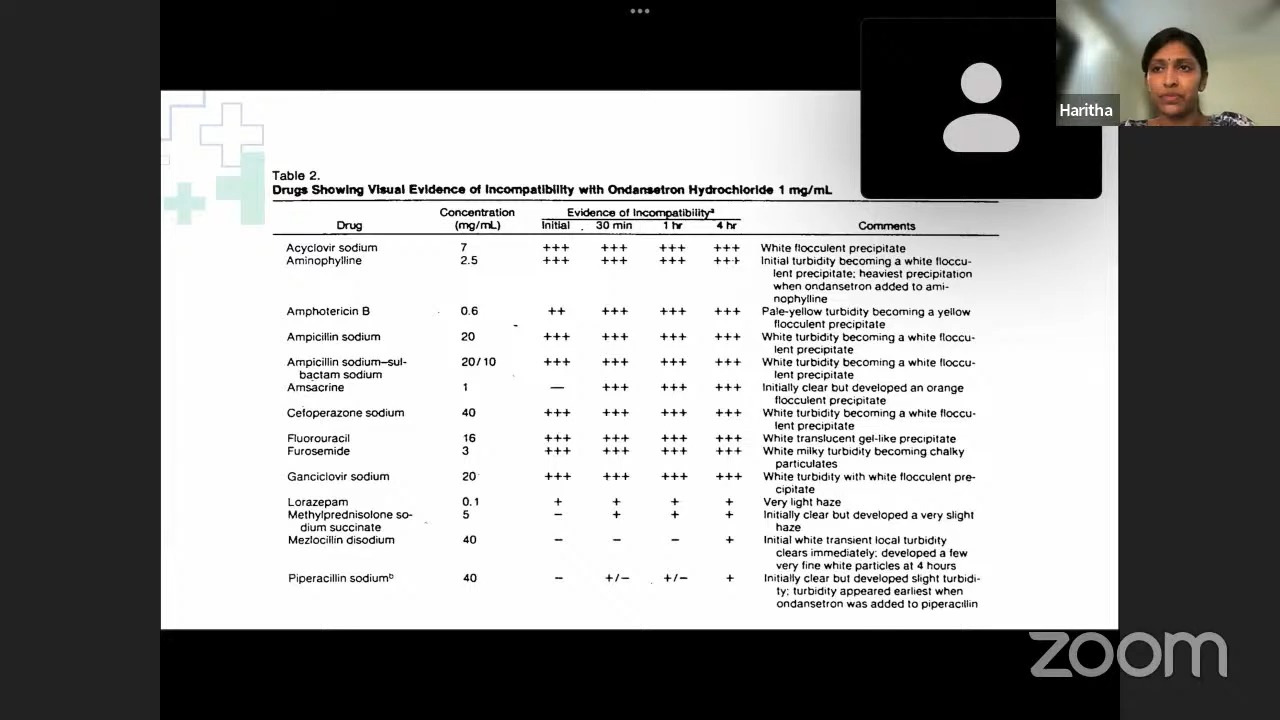 Haritha
Table 2.
Drugs Showing Visual Evidence of Incompatibility with Ondansetron Hydrochloride 1 mg/mL
Concentration Evidence of Incompatibilityª
Drug (mg/mL) Initial 30 min 1 hr 4 hr Comments
Acyclovir sodium 7 +++ +++ +++ +++ White flocculent precipitate
Aminophylline 2.5 +++ +++ +++ +++ Initial turbidity becoming a white floccu-
lent precipitate; heaviest precipitation
when ondansetron added to ami-
nophylline
Amphotericin B 0.6 ++ +++ +++ +++ Pale-yellow turbidity becoming a yellow
flocculent precipitate
Ampicillin sodium 20 +++ +++ +++ +++ White turbidity becoming a white floccu-
lent precipitate
Ampicillin sodium–sul- 20/10 +++ +++ +++ +++ White turbidity becoming a white floccu-
bactam sodium lent precipitate
Amsacrine 1 — +++ +++ +++ Initially clear but developed an orange
flocculent precipitate
Cefoperazone sodium 40 +++ +++ +++ +++ White turbidity becoming a white floccu-
lent precipitate
Fluorouracil 16 +++ +++ +++ +++ White translucent gel-like precipitate
Furosemide 3 +++ +++ +++ +++ White milky turbidity becoming chalky
particulates
Ganciclovir sodium 20 +++ +++ +++ +++ White turbidity with white flocculent pre-
cipitate
Lorazepam 0.1 + + + + Very light haze
Methylprednisolone so- 5 – + + + Initially clear but developed a very slight
dium succinate haze
Mezlocillin disodium 40 – – – + Initial white transient local turbidity
clears immediately; developed a few
very fine white particles at 4 hours
Piperacillin sodiumᵇ 40 – +/– +/– + Initially clear but developed slight turbidi-
ty; turbidity appeared earliest when
ondansetron was added to piperacillin
zoom